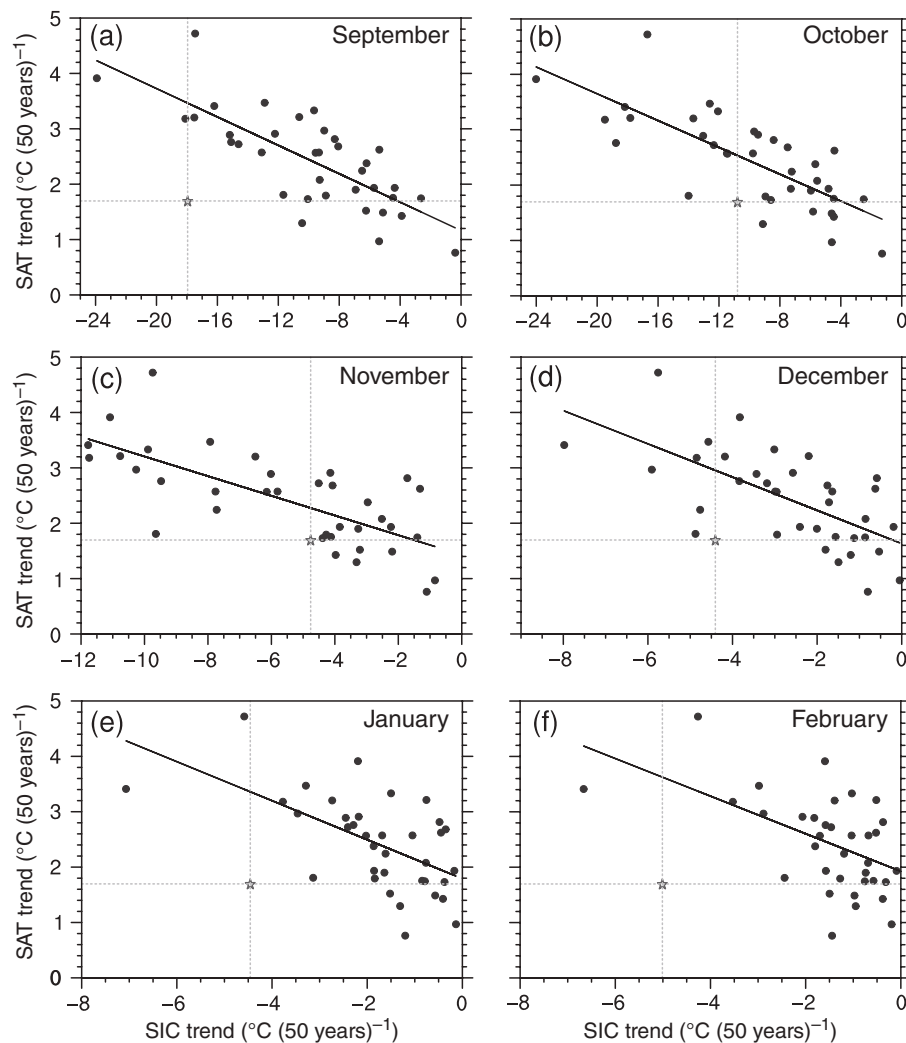 (a) September
(b) October
5
4
3
2
1
0
SAT trend (°C (50 years)⁻¹)
−24 −20 −16 −12 −8 −4 0
−24 −20 −16 −12 −8 −4 0
(c) November
(d) December
5
4
3
2
1
0
SAT trend (°C (50 years)⁻¹)
−12 −10 −8 −6 −4 −2 0
−8 −6 −4 −2 0
(e) January
(f) February
5
4
3
2
1
0
SAT trend (°C (50 years)⁻¹)
−8 −6 −4 −2 0
−8 −6 −4 −2 0
SIC trend (°C (50 years)⁻¹)
SIC trend (°C (50 years)⁻¹)